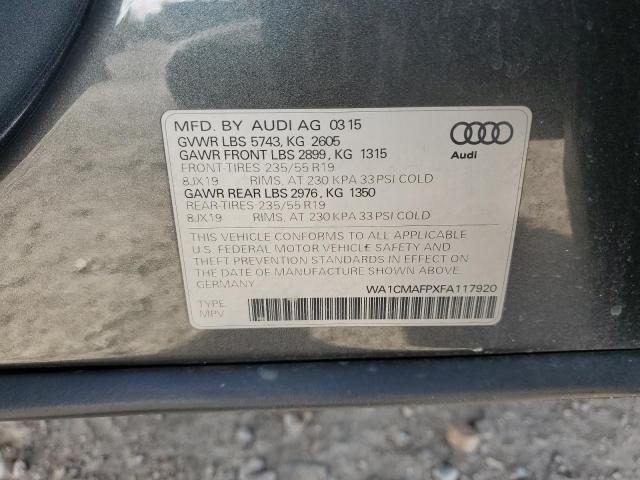 MFD. BY AUDI AG 03 15
GVWR LBS 5743, KG 2605
GAWR FRONT LBS 2899, KG 1315
FRONT-TIRES 235/55 R19
8JX19 RIMS, AT 230 KPA 33 PSI COLD
GAWR REAR LBS 2976, KG 1350
REAR-TIRES 235/55 R19
8JX19 RIMS, AT 230 KPA 33 PSI COLD
Audi
THIS VEHICLE CONFORMS TO ALL APPLICABLE
U.S. FEDERAL MOTOR VEHICLE SAFETY AND
THEFT PREVENTION STANDARDS IN EFFECT ON
THE DATE OF MANUFACTURE SHOWN ABOVE.
GERMANY WA1CMAFPXFA117920
TYPE:
MPV